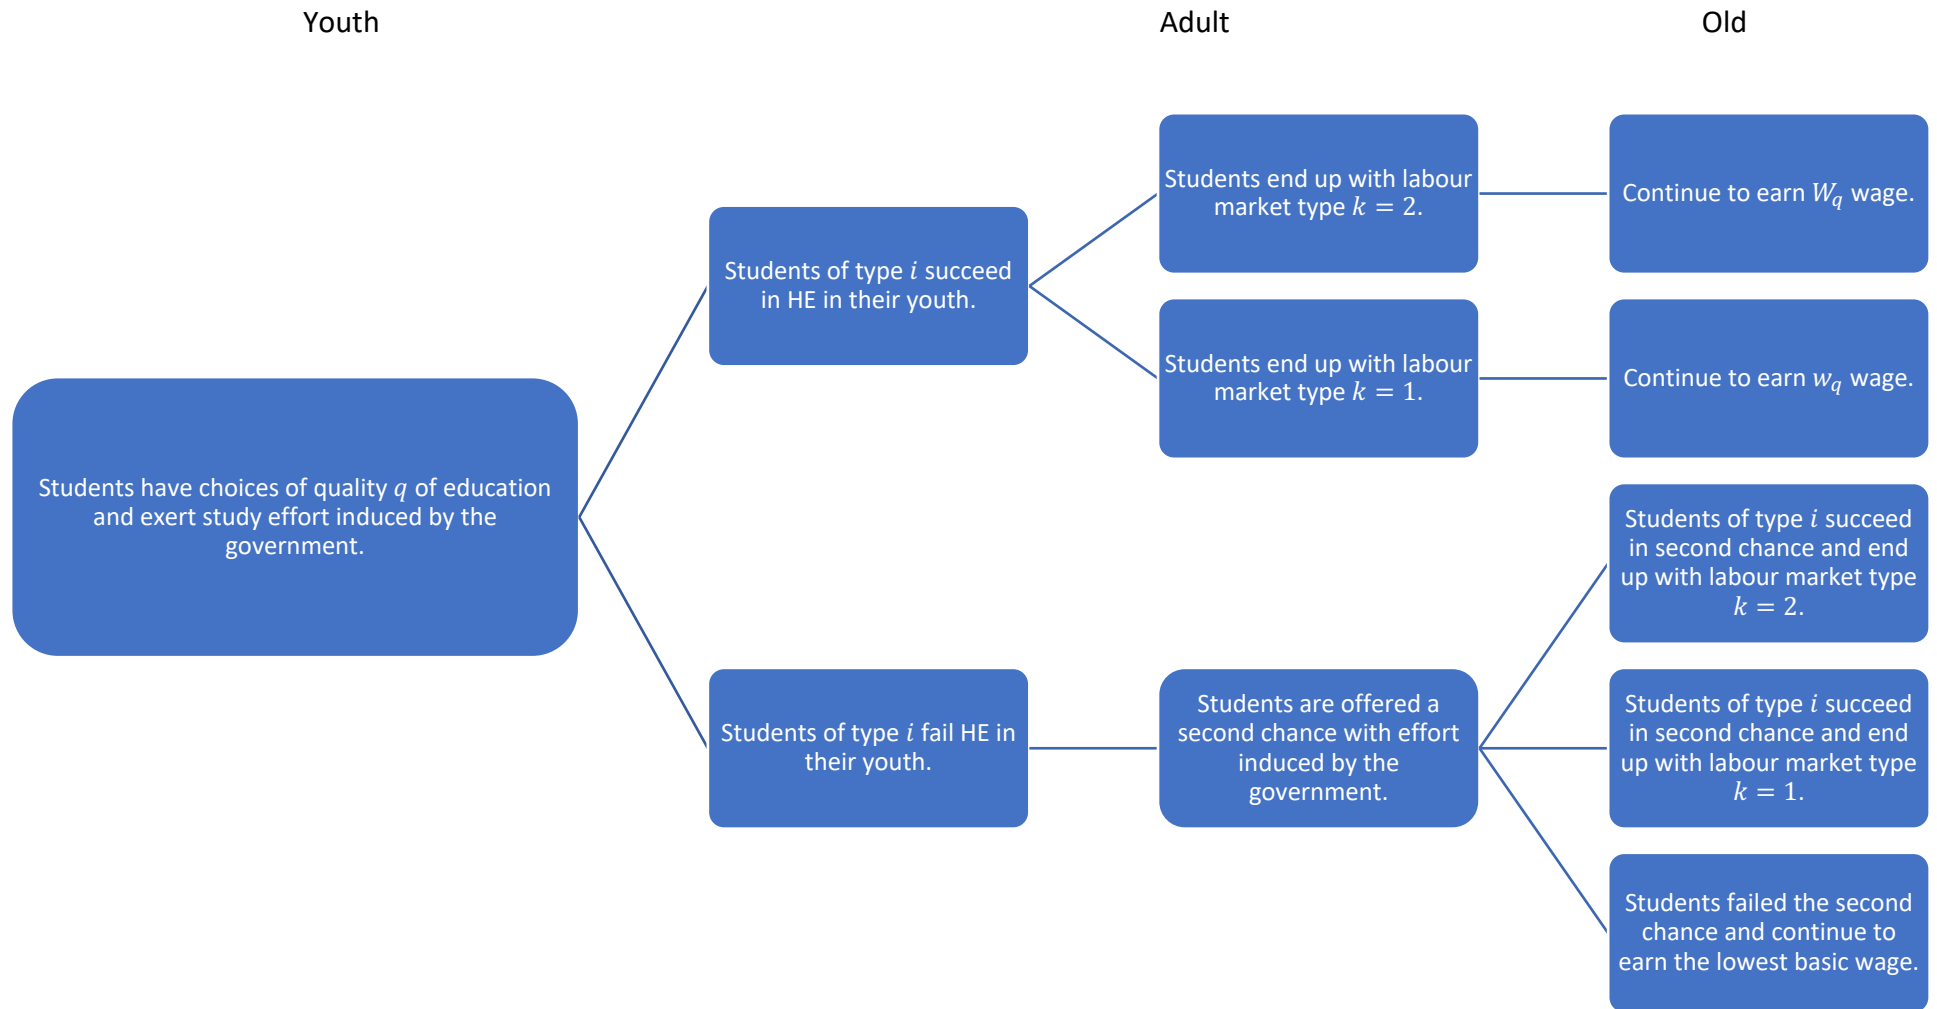 Youth
Adult
Old
Students have choices of quality q of education
and exert study effort induced by the
government.
Students of type i succeed
in HE in their youth.
Students end up with labour
market type k = 2.
Continue to earn W_q wage.
Students end up with labour
market type k = 1.
Continue to earn w_q wage.
Students of type i fail HE in
their youth.
Students are offered a
second chance with effort
induced by the
government.
Students of type i succeed
in second chance and end
up with labour market type
k = 2.
Students of type i succeed
in second chance and end
up with labour market type
k = 1.
Students failed the second
chance and continue to
earn the lowest basic wage.